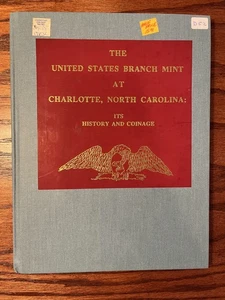 THE
UNITED STATES BRANCH MINT
AT
CHARLOTTE, NORTH CAROLINA:
ITS
HISTORY AND COINAGE